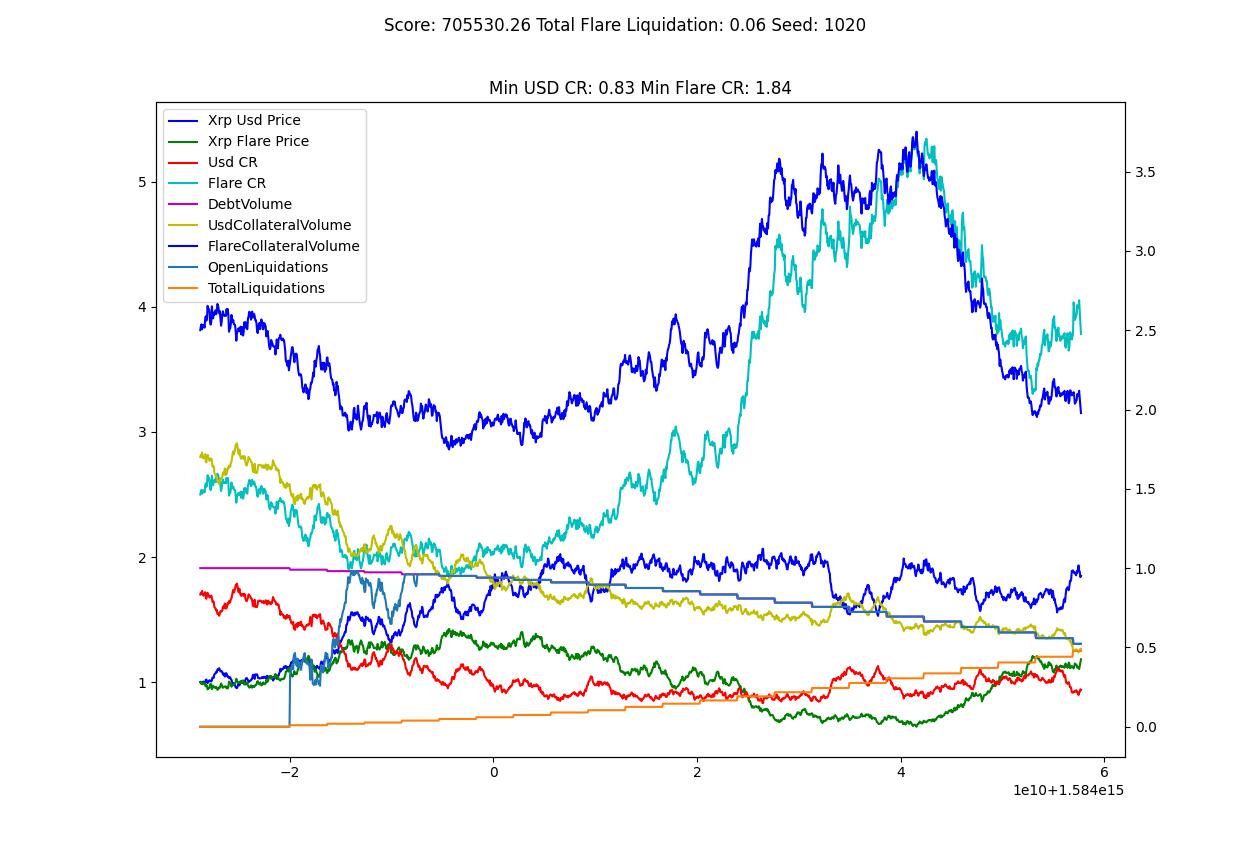 Score: 705530.26 Total Flare Liquidation: 0.06 Seed: 1020
Min USD CR: 0.83 Min Flare CR: 1.84
Xrp Usd Price
Xrp Flare Price
Usd CR
Flare CR
DebtVolume
UsdCollateralVolume
FlareCollateralVolume
OpenLiquidations
TotalLiquidations
5
4
3
2
1
3.5
3.0
2.5
2.0
1.5
1.0
0.5
0.0
−2
0
2
4
6
1e10+1.584e15